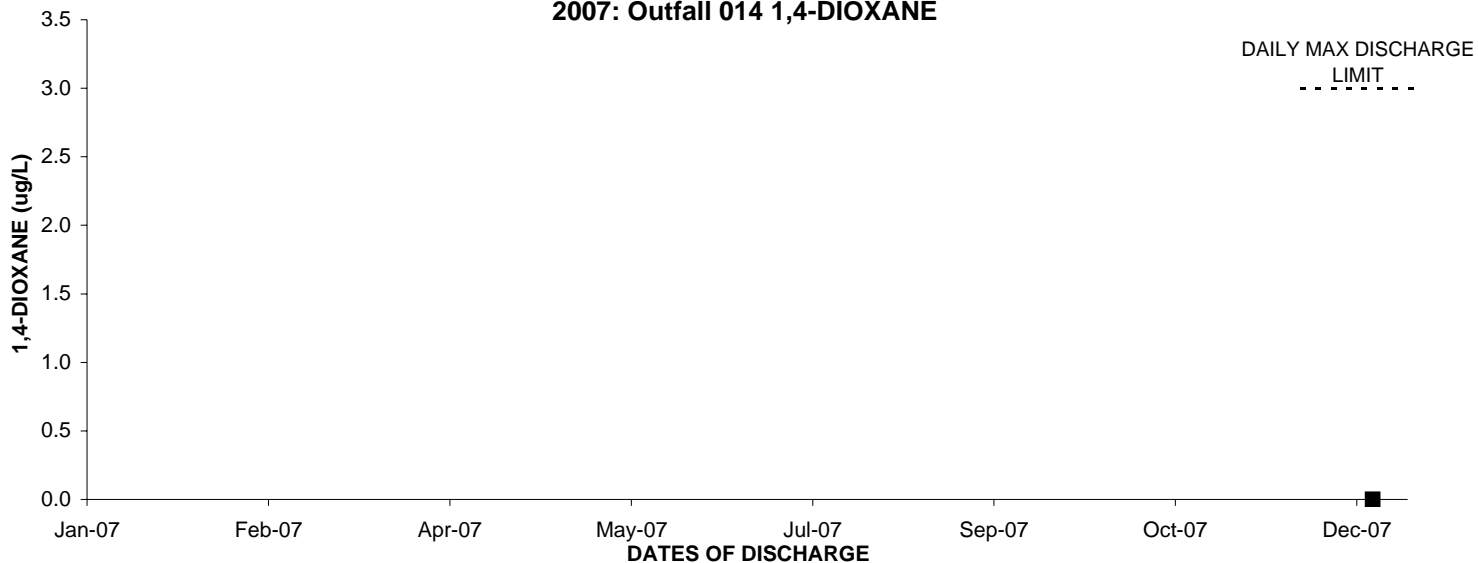 2007: Outfall 014 1,4-DIOXANE
DAILY MAX DISCHARGE
LIMIT
1,4-DIOXANE (ug/L)
3.5
3.0
2.5
2.0
1.5
1.0
0.5
0.0
Jan-07 Feb-07 Apr-07 May-07 Jul-07 Sep-07 Oct-07 Dec-07
DATES OF DISCHARGE